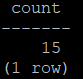 count
-------
15
(1 row)